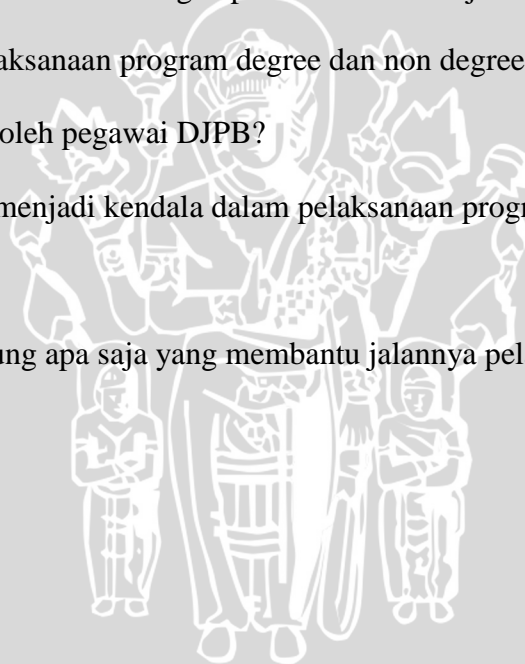 aksanaan program degree dan non degree
oleh pegawai DJPB?
menjadi kendala dalam pelaksanaan progr
ung apa saja yang membantu jalannya pel